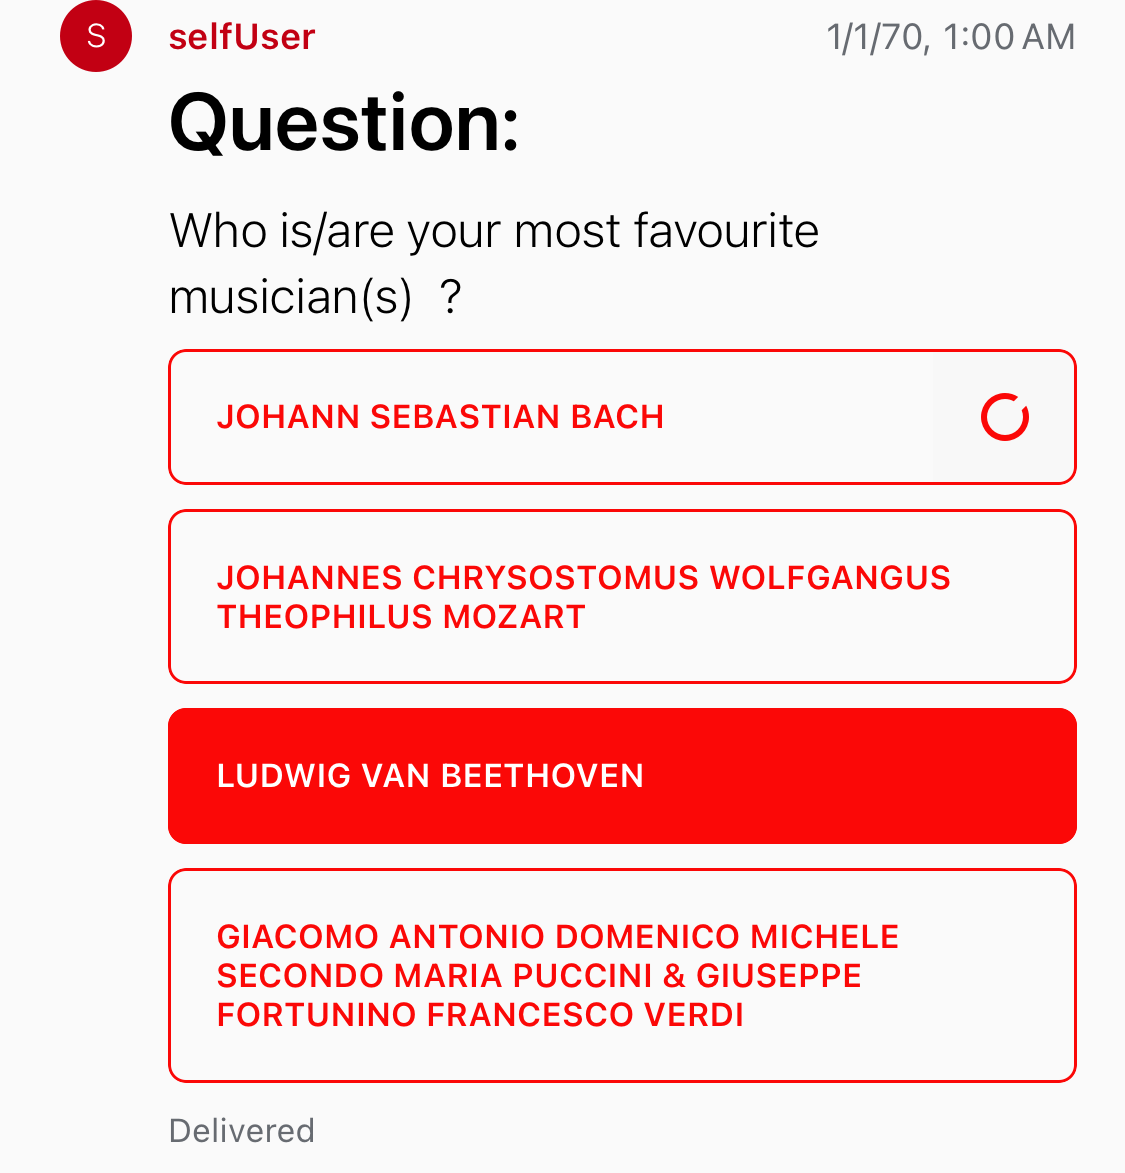 S
selfUser
1/1/70, 1:00 AM
Question:
Who is/are your most favourite
musician(s)  ?
JOHANN SEBASTIAN BACH
JOHANNES CHRYSOSTOMUS WOLFGANGUS
THEOPHILUS MOZART
LUDWIG VAN BEETHOVEN
GIACOMO ANTONIO DOMENICO MICHELE
SECONDO MARIA PUCCINI & GIUSEPPE
FORTUNINO FRANCESCO VERDI
Delivered